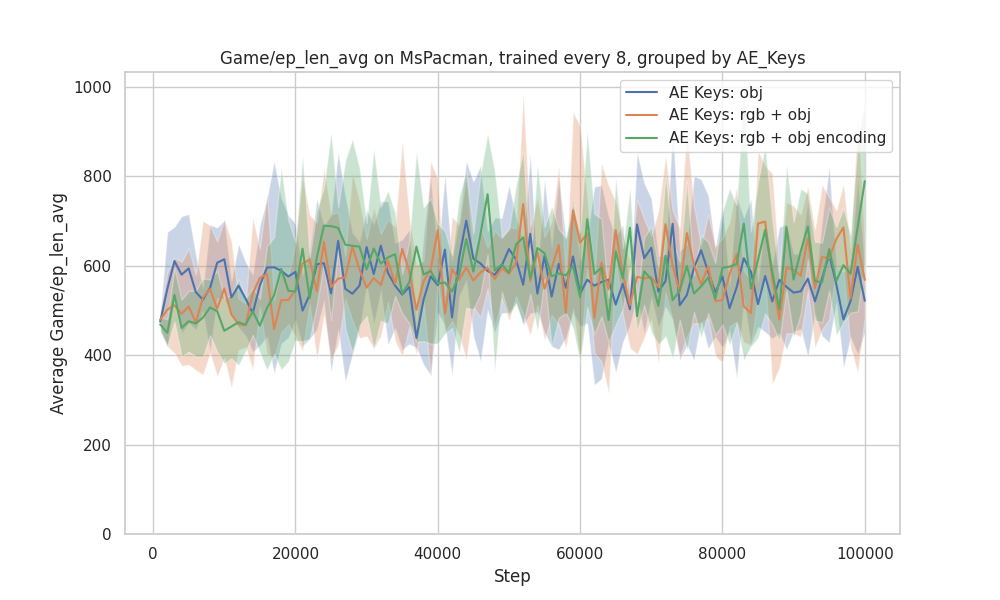 Game/ep_len_avg on MsPacman, trained every 8, grouped by AE_Keys
AE Keys: obj
AE Keys: rgb + obj
AE Keys: rgb + obj encoding
Average Game/ep_len_avg
1000
800
600
400
200
0
0 20000 40000 60000 80000 100000
Step